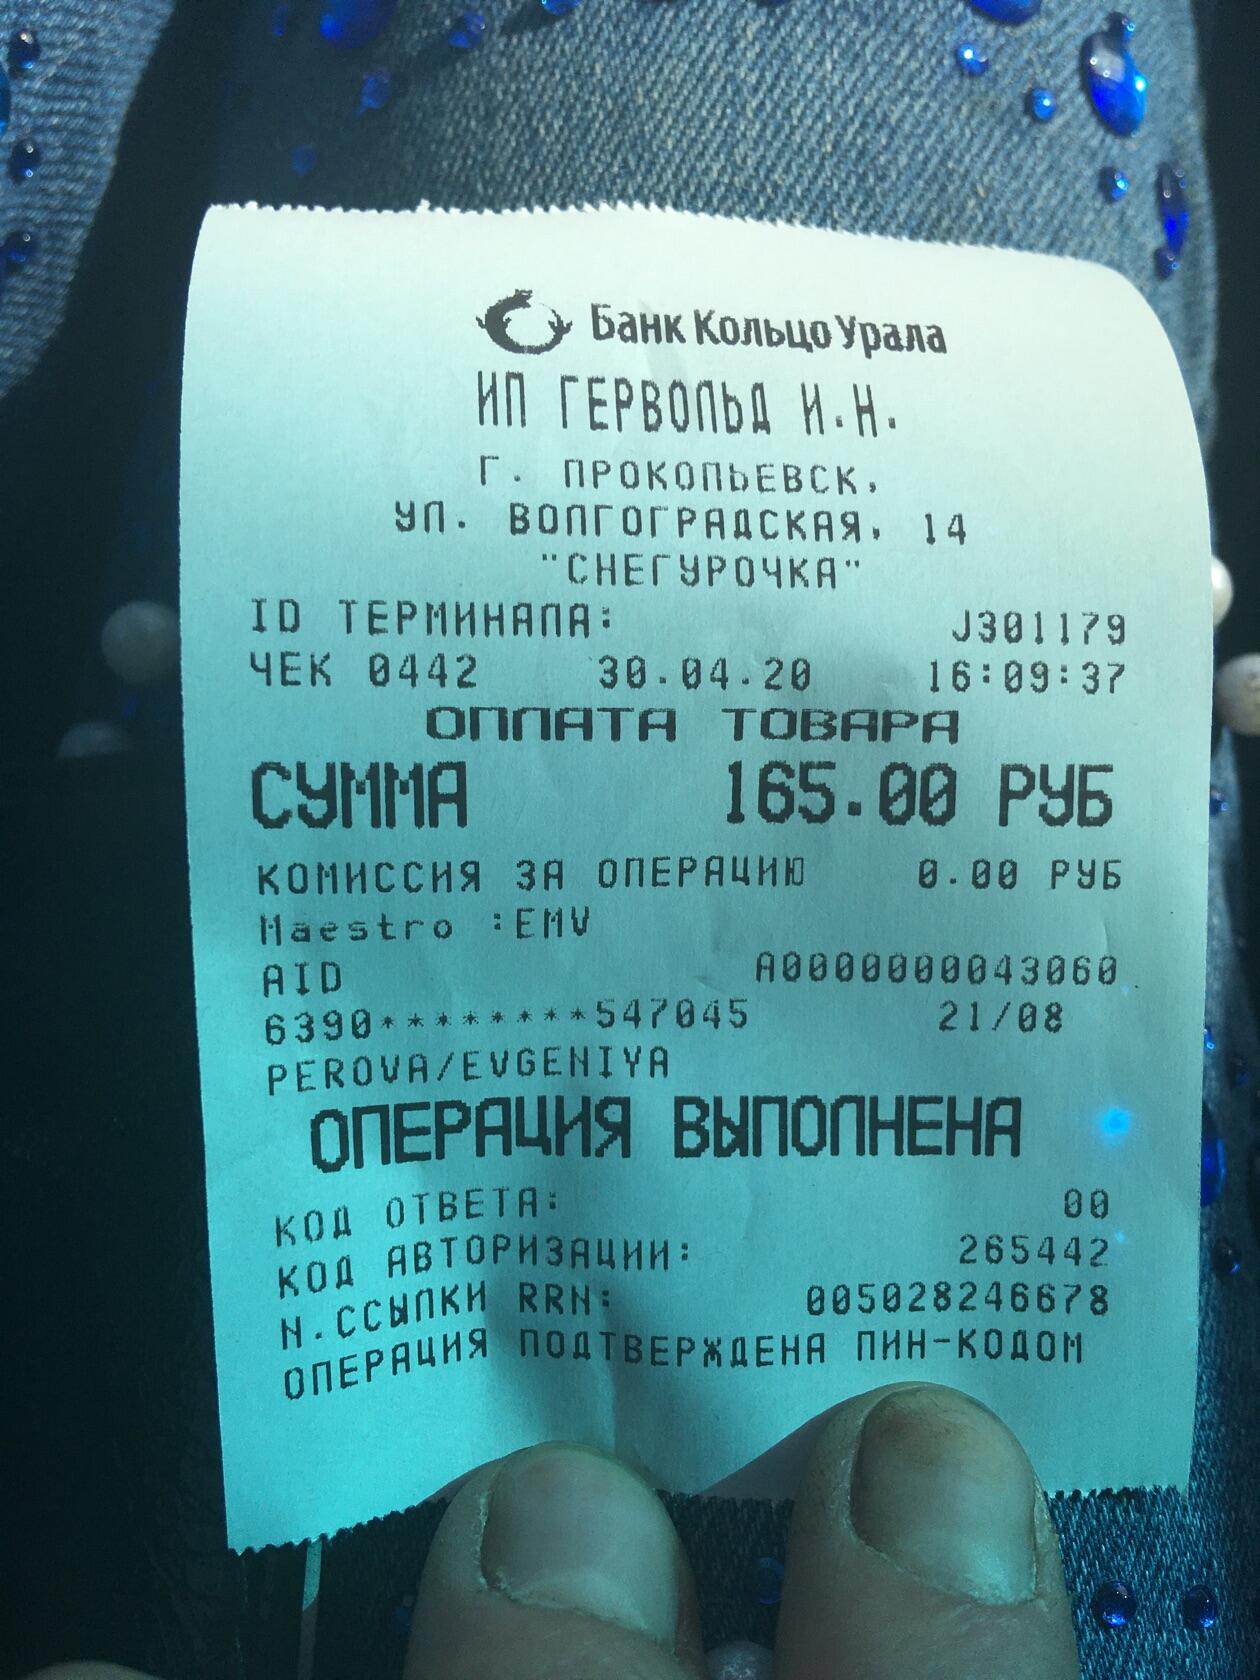 Банк Кольцо Урала
ИП ГЕРВОЛЬД И.Н.
Г. ПРОКОПЬЕВСК,
УЛ. ВОЛГОГРАДСКАЯ, 14
"СНЕГУРОЧКА"
ID ТЕРМИНАЛА: J301179
ЧЕК 0442 30.04.20 16:09:37
ОПЛАТА ТОВАРА
СУММА 165.00 РУБ
КОМИССИЯ ЗА ОПЕРАЦИЮ 0.00 РУБ
Maestro :EMV
AID A0000000043060
6390********547045 21/08
PEROVA/EVGENIYA
ОПЕРАЦИЯ ВЫПОЛНЕНА
КОД ОТВЕТА: 00
КОД АВТОРИЗАЦИИ: 265442
N.ССЫЛКИ RRN: 005028246678
ОПЕРАЦИЯ ПОДТВЕРЖДЕНА ПИН-КОДОМ